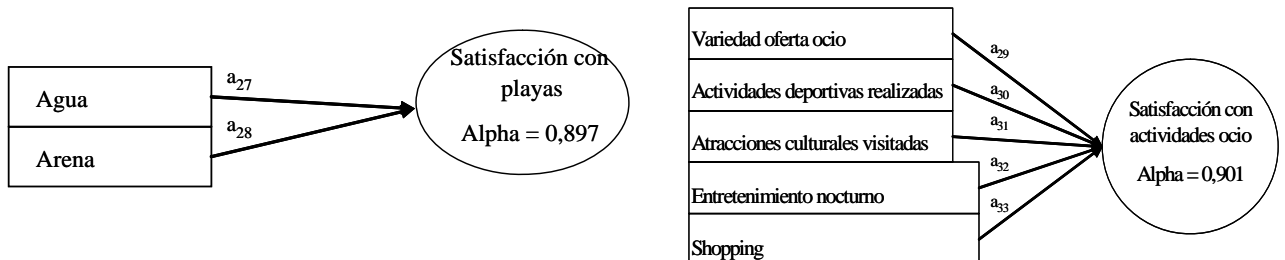 Agua
Arena
a27
a28
Satisfacción con
playas
Alpha = 0,897
Variedad oferta ocio
Actividades deportivas realizadas
Atracciones culturales visitadas
Entretenimiento nocturno
Shopping
a29
a30
a31
a32
a33
Satisfacción con
actividades ocio
Alpha = 0,901